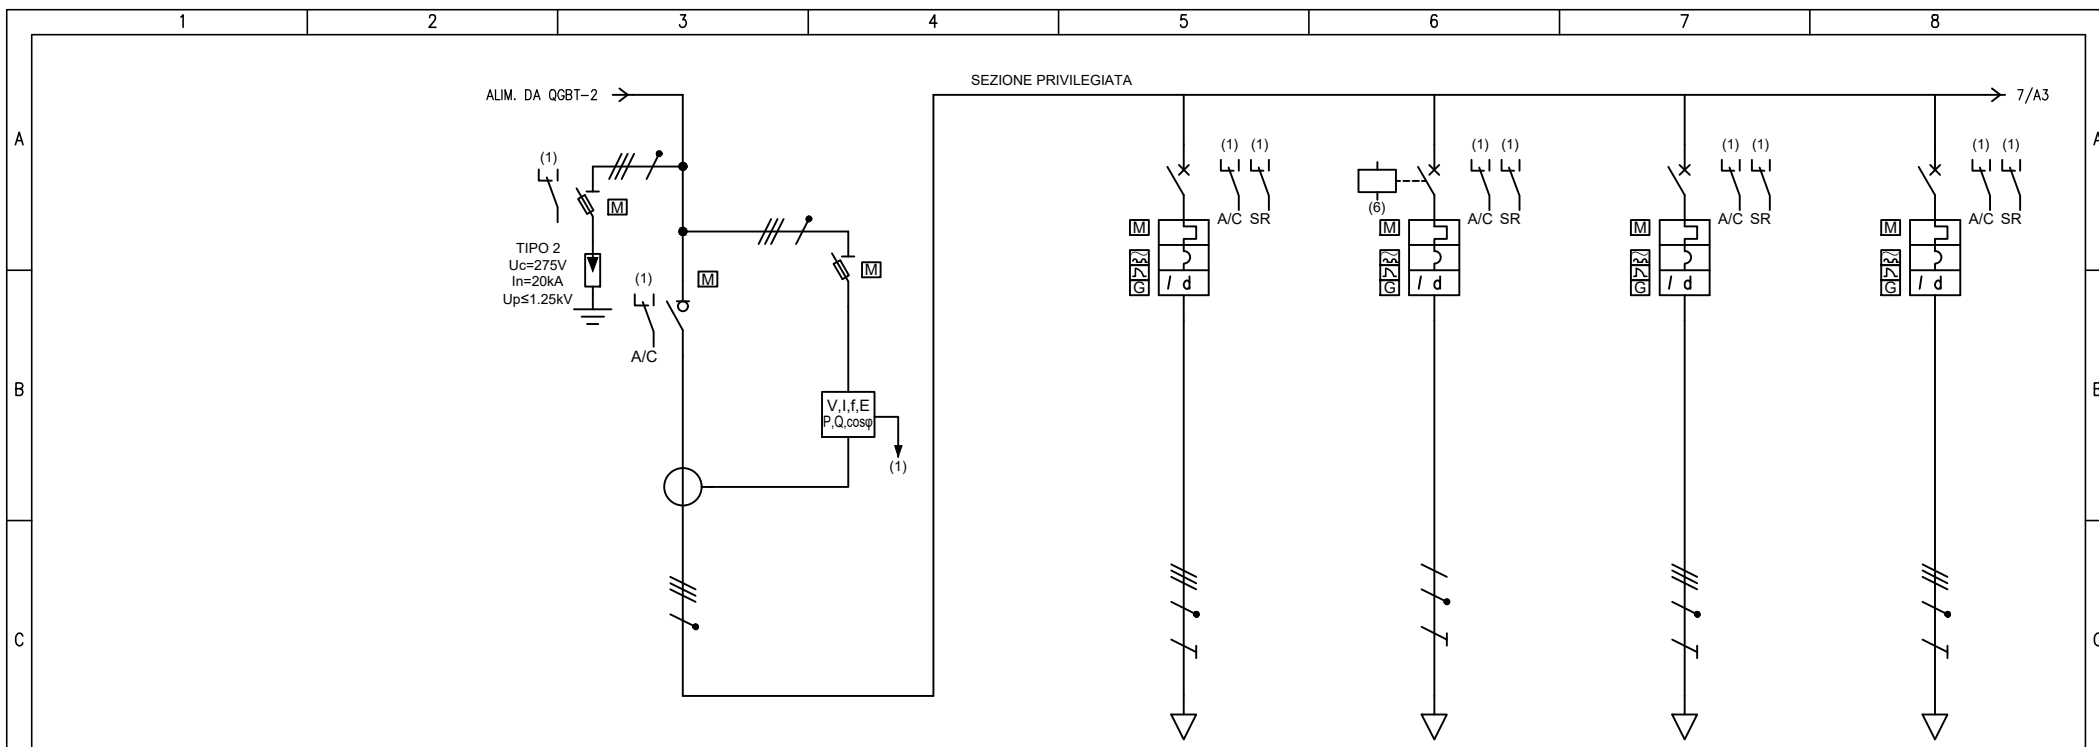 1 2 3 4 5 6 7 8
SEZIONE PRIVILEGIATA
ALIM. DA QGBT-2
7/A3
A
A
(1)
(1) (1)
(1) (1)
(1) (1)
(1) (1)
M
(6)
A/C SR
A/C SR
A/C SR
A/C SR
M
M
M
M
TIPO 2
Uc=275V
In=20kA
Up≤1.25kV
(1)
M
M
I d
I d
I d
I d
G
G
G
G
A/C
B
B
V,I,f,E
P,Q,cosφ
(1)
C
C